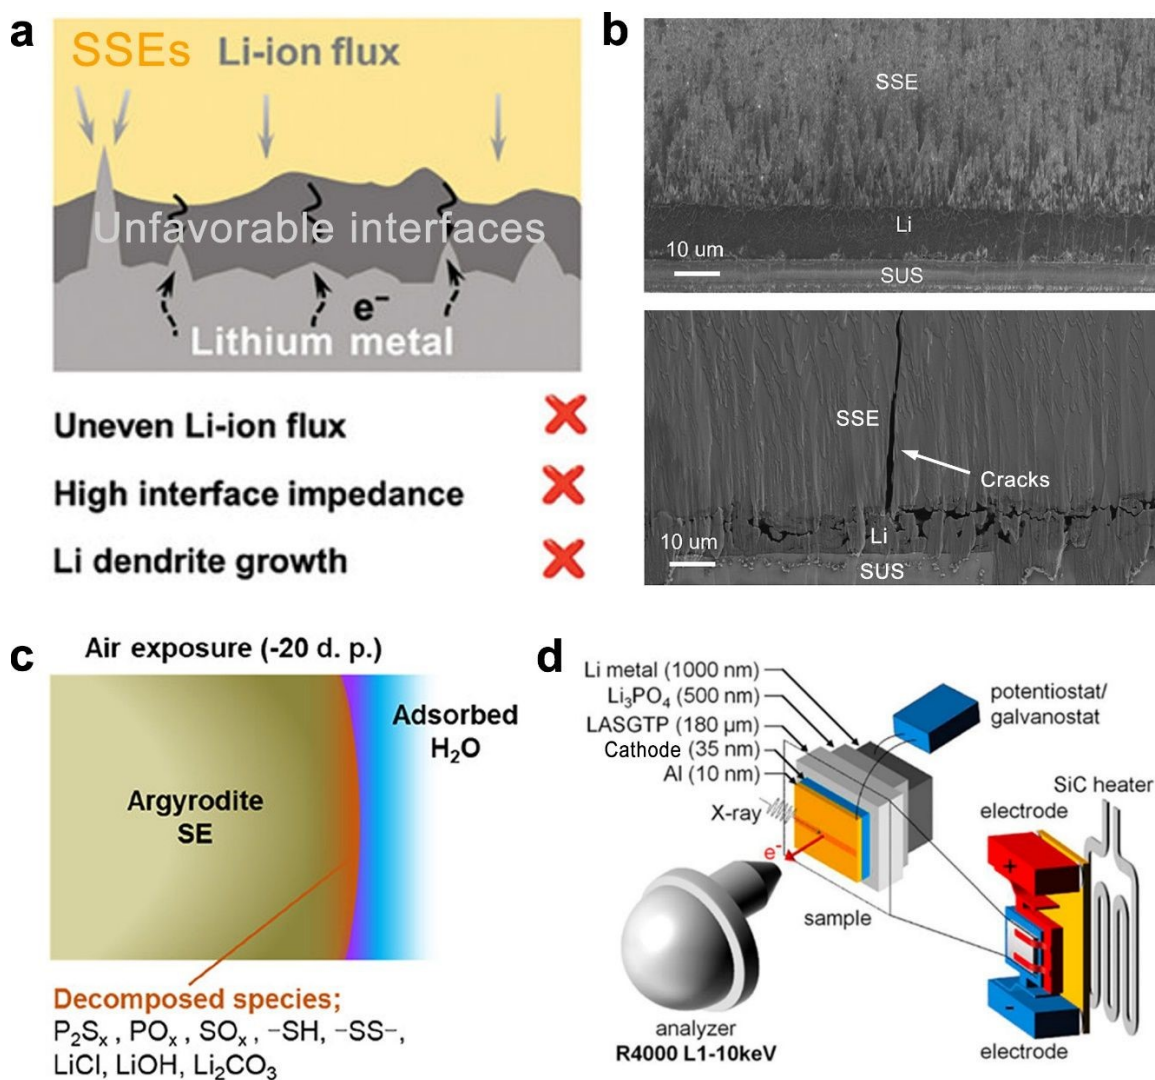 a
SSEs Li-ion flux
Unfavorable interfaces
e⁻
Lithium metal
Uneven Li-ion flux
High interface impedance
Li dendrite growth
b
SSE
Li
10 um
SUS
SSE
Cracks
Li
10 um
SUS
c
Air exposure (-20 d. p.)
Adsorbed
H₂O
Argyrodite
SE
Decomposed species;
P₂Sₓ , POₓ , SOₓ , −SH, −SS−,
LiCl, LiOH, Li₂CO₃
d
Li metal (1000 nm)
Li₃PO₄ (500 nm)
LASGTP (180 µm)
Cathode (35 nm)
Al (10 nm)
X-ray
e⁻
potentiostat/
galvanostat
SiC heater
electrode
+
sample
-
analyzer
R4000 L1-10keV
electrode